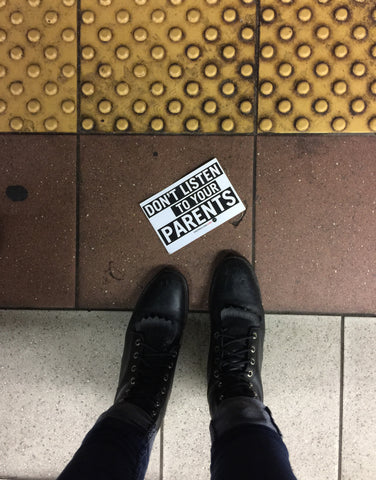 DON'T LISTEN
TO YOUR
PARENTS